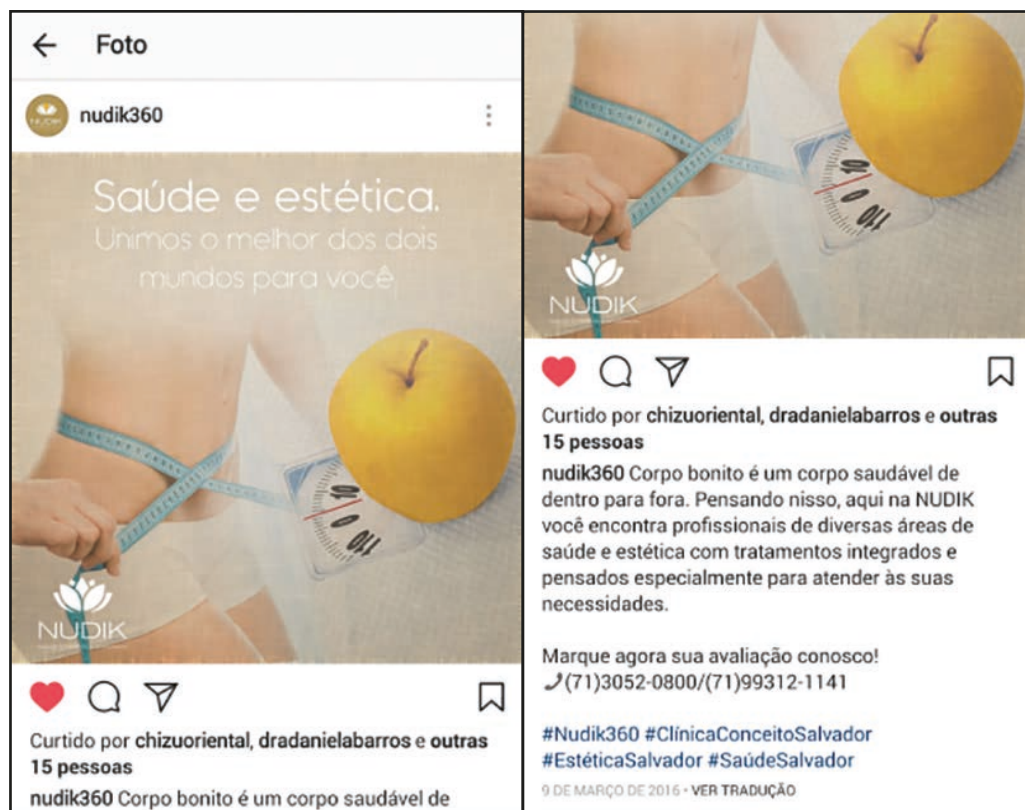 Foto
nudik360
NUDIK
Saúde e estética.
Unimos o melhor dos dois
mundos para você
10
0
110
NUDIK
Curtido por chizuoriental, dradanielabarros e outras
15 pessoas
nudik360 Corpo bonito é um corpo saudável de
10
0
110
NUDIK
Curtido por chizuoriental, dradanielabarros e outras
15 pessoas
nudik360 Corpo bonito é um corpo saudável de
dentro para fora. Pensando nisso, aqui na NUDIK
você encontra profissionais de diversas áreas de
saúde e estética com tratamentos integrados e
pensados especialmente para atender às suas
necessidades.
Marque agora sua avaliação conosco!
(71)3052-0800/(71)99312-1141
#Nudik360 #ClínicaConceitoSalvador
#EstéticaSalvador #SaúdeSalvador
9 DE MARÇO DE 2016 • VER TRADUÇÃO